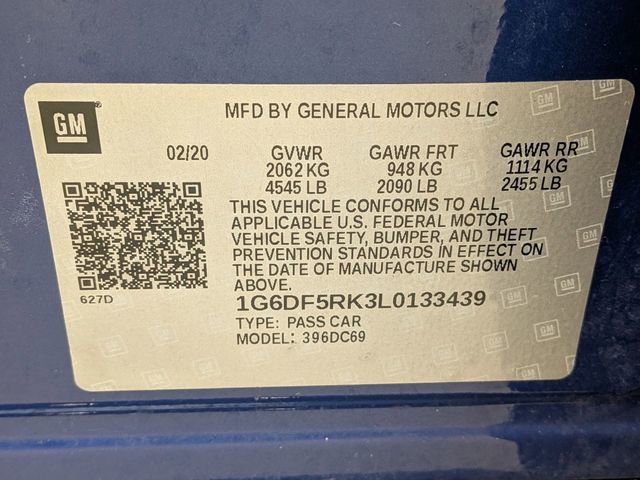 GM
MFD BY GENERAL MOTORS LLC
02/20 GVWR GAWR FRT GAWR RR
2062 KG 948 KG 1114 KG
4545 LB 2090 LB 2455 LB
THIS VEHICLE CONFORMS TO ALL
APPLICABLE U.S. FEDERAL MOTOR
VEHICLE SAFETY, BUMPER, AND THEFT
PREVENTION STANDARDS IN EFFECT ON
THE DATE OF MANUFACTURE SHOWN
ABOVE.
627D
1G6DF5RK3L0133439
TYPE: PASS CAR
MODEL: 396DC69